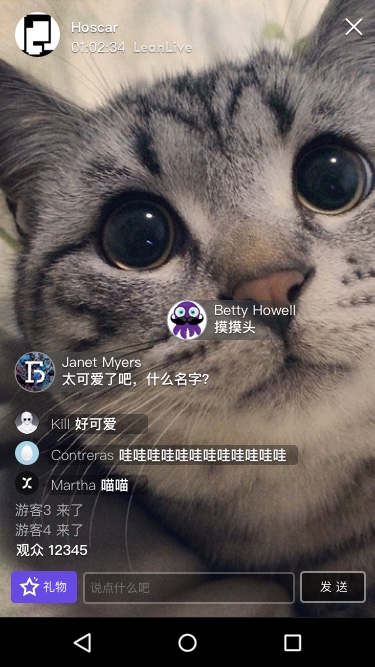 Hoscar
01:02:34 LeanLive
Betty Howell
摸摸头
Janet Myers
太可爱了吧，什么名字？
Kill 好可爱
Contreras 哇哇哇哇哇哇哇哇哇哇哇哇
Martha 喵喵
游客3 来了
游客4 来了
观众 12345
礼物 说点什么吧 发 送